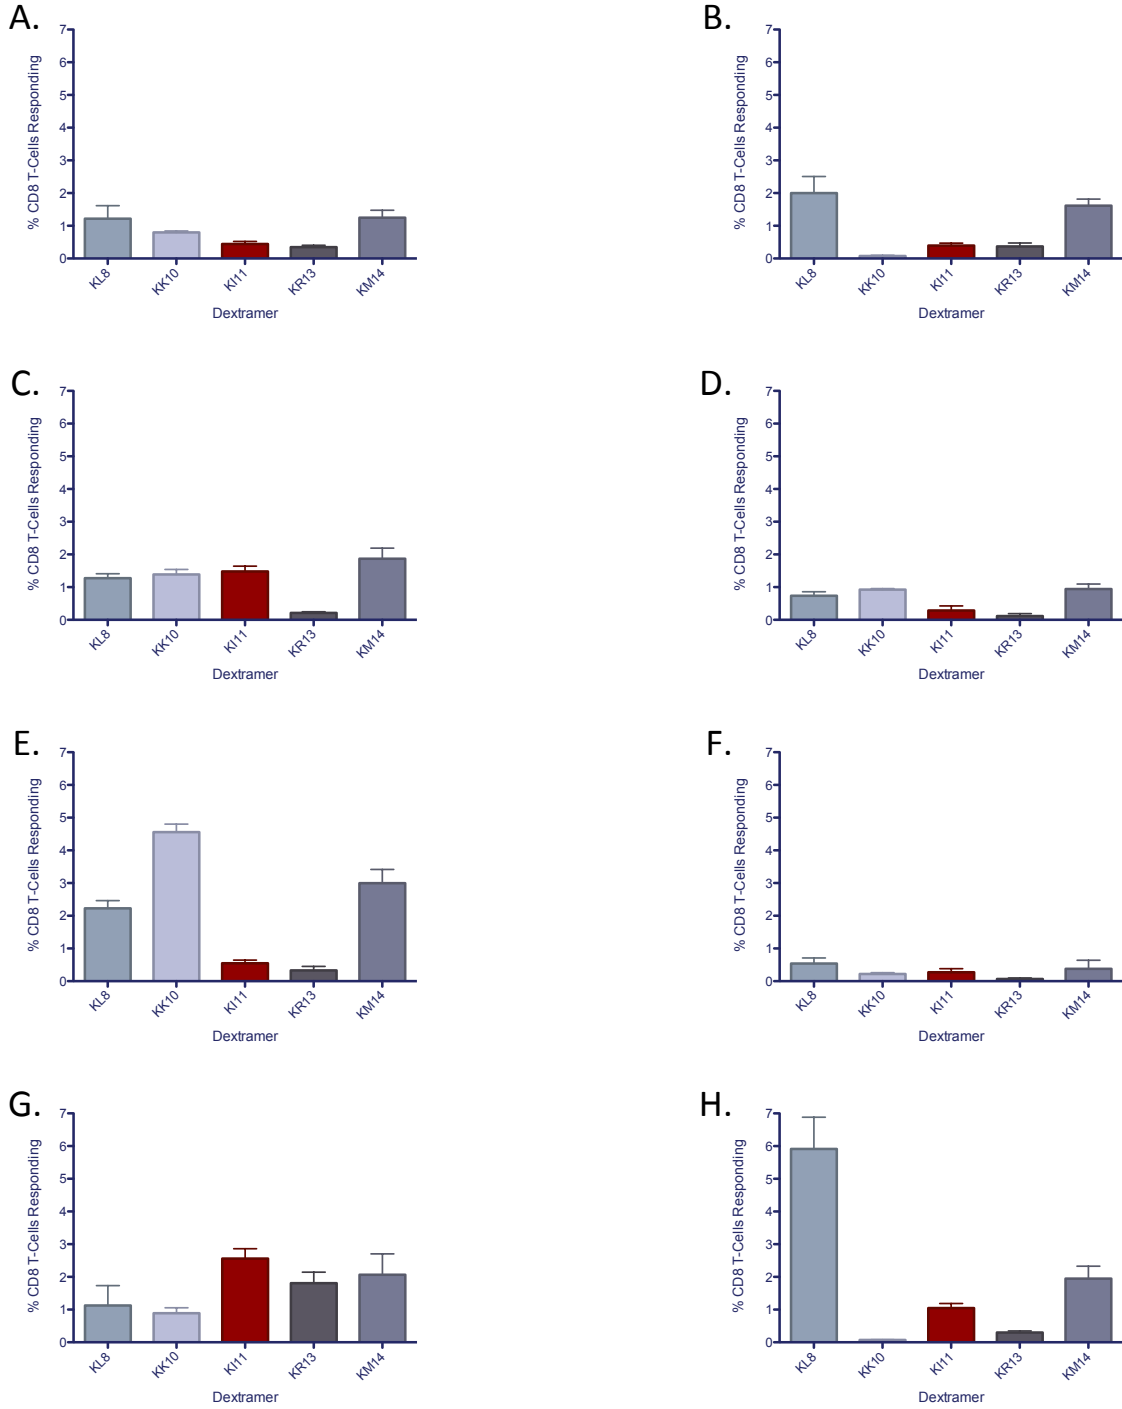 A.
% CD8 T-Cells Responding
7
6
5
4
3
2
1
0
KL8 KK10 KI11 KR13 KM14
Dextramer
B.
% CD8 T-Cells Responding
7
6
5
4
3
2
1
0
KL8 KK10 KI11 KR13 KM14
Dextramer
C.
% CD8 T-Cells Responding
7
6
5
4
3
2
1
0
KL8 KK10 KI11 KR13 KM14
Dextramer
D.
% CD8 T-Cells Responding
7
6
5
4
3
2
1
0
KL8 KK10 KI11 KR13 KM14
Dextramer
E.
% CD8 T-Cells Responding
7
6
5
4
3
2
1
0
KL8 KK10 KI11 KR13 KM14
Dextramer
F.
% CD8 T-Cells Responding
7
6
5
4
3
2
1
0
KL8 KK10 KI11 KR13 KM14
Dextramer
G.
% CD8 T-Cells Responding
7
6
5
4
3
2
1
0
KL8 KK10 KI11 KR13 KM14
Dextramer
H.
% CD8 T-Cells Responding
7
6
5
4
3
2
1
0
KL8 KK10 KI11 KR13 KM14
Dextramer